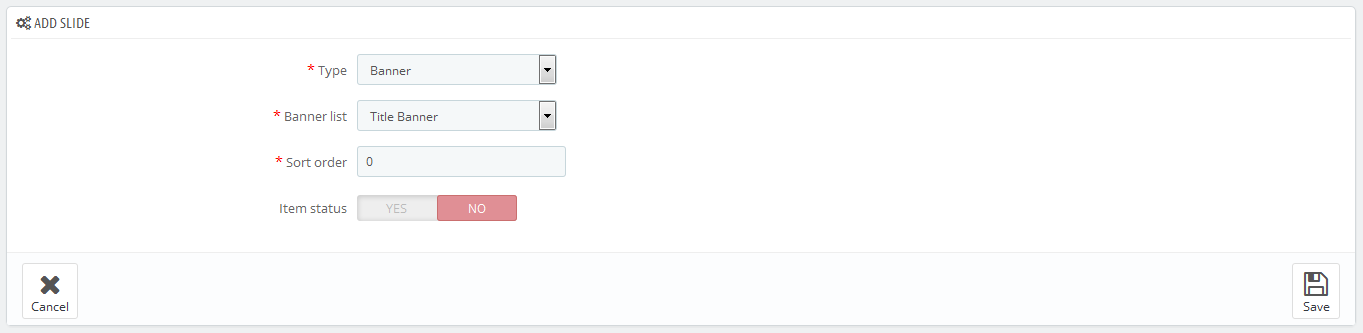 ADD SLIDE
* Type Banner
* Banner list Title Banner
* Sort order 0
Item status YES NO
Cancel Save